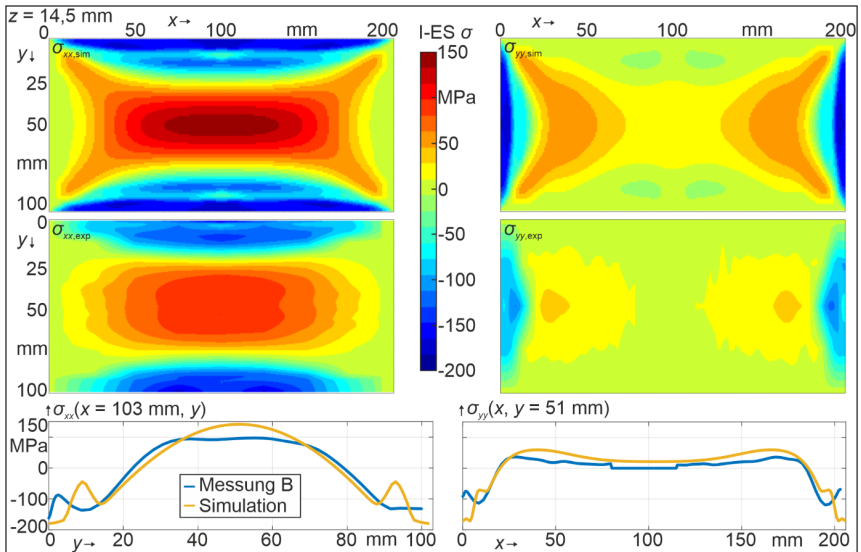 z = 14,5 mm
0 x→ 50 100 mm 200
I-ES σ
0 50 x→ 100 mm 200
y↓
σxx,sim
150
MPa
σyy,sim
25
50
mm
100
50
0
-50
-100
-150
-200
0
y↓
σxx,exp
σyy,exp
25
50
mm
100
↑σxx(x = 103 mm, y)
↑σyy(x, y = 51 mm)
150
MPa
0
-100
-200
Messung B
Simulation
0 y→ 20 40 60 80 mm 100
0 x→ 50 100 150 mm 200